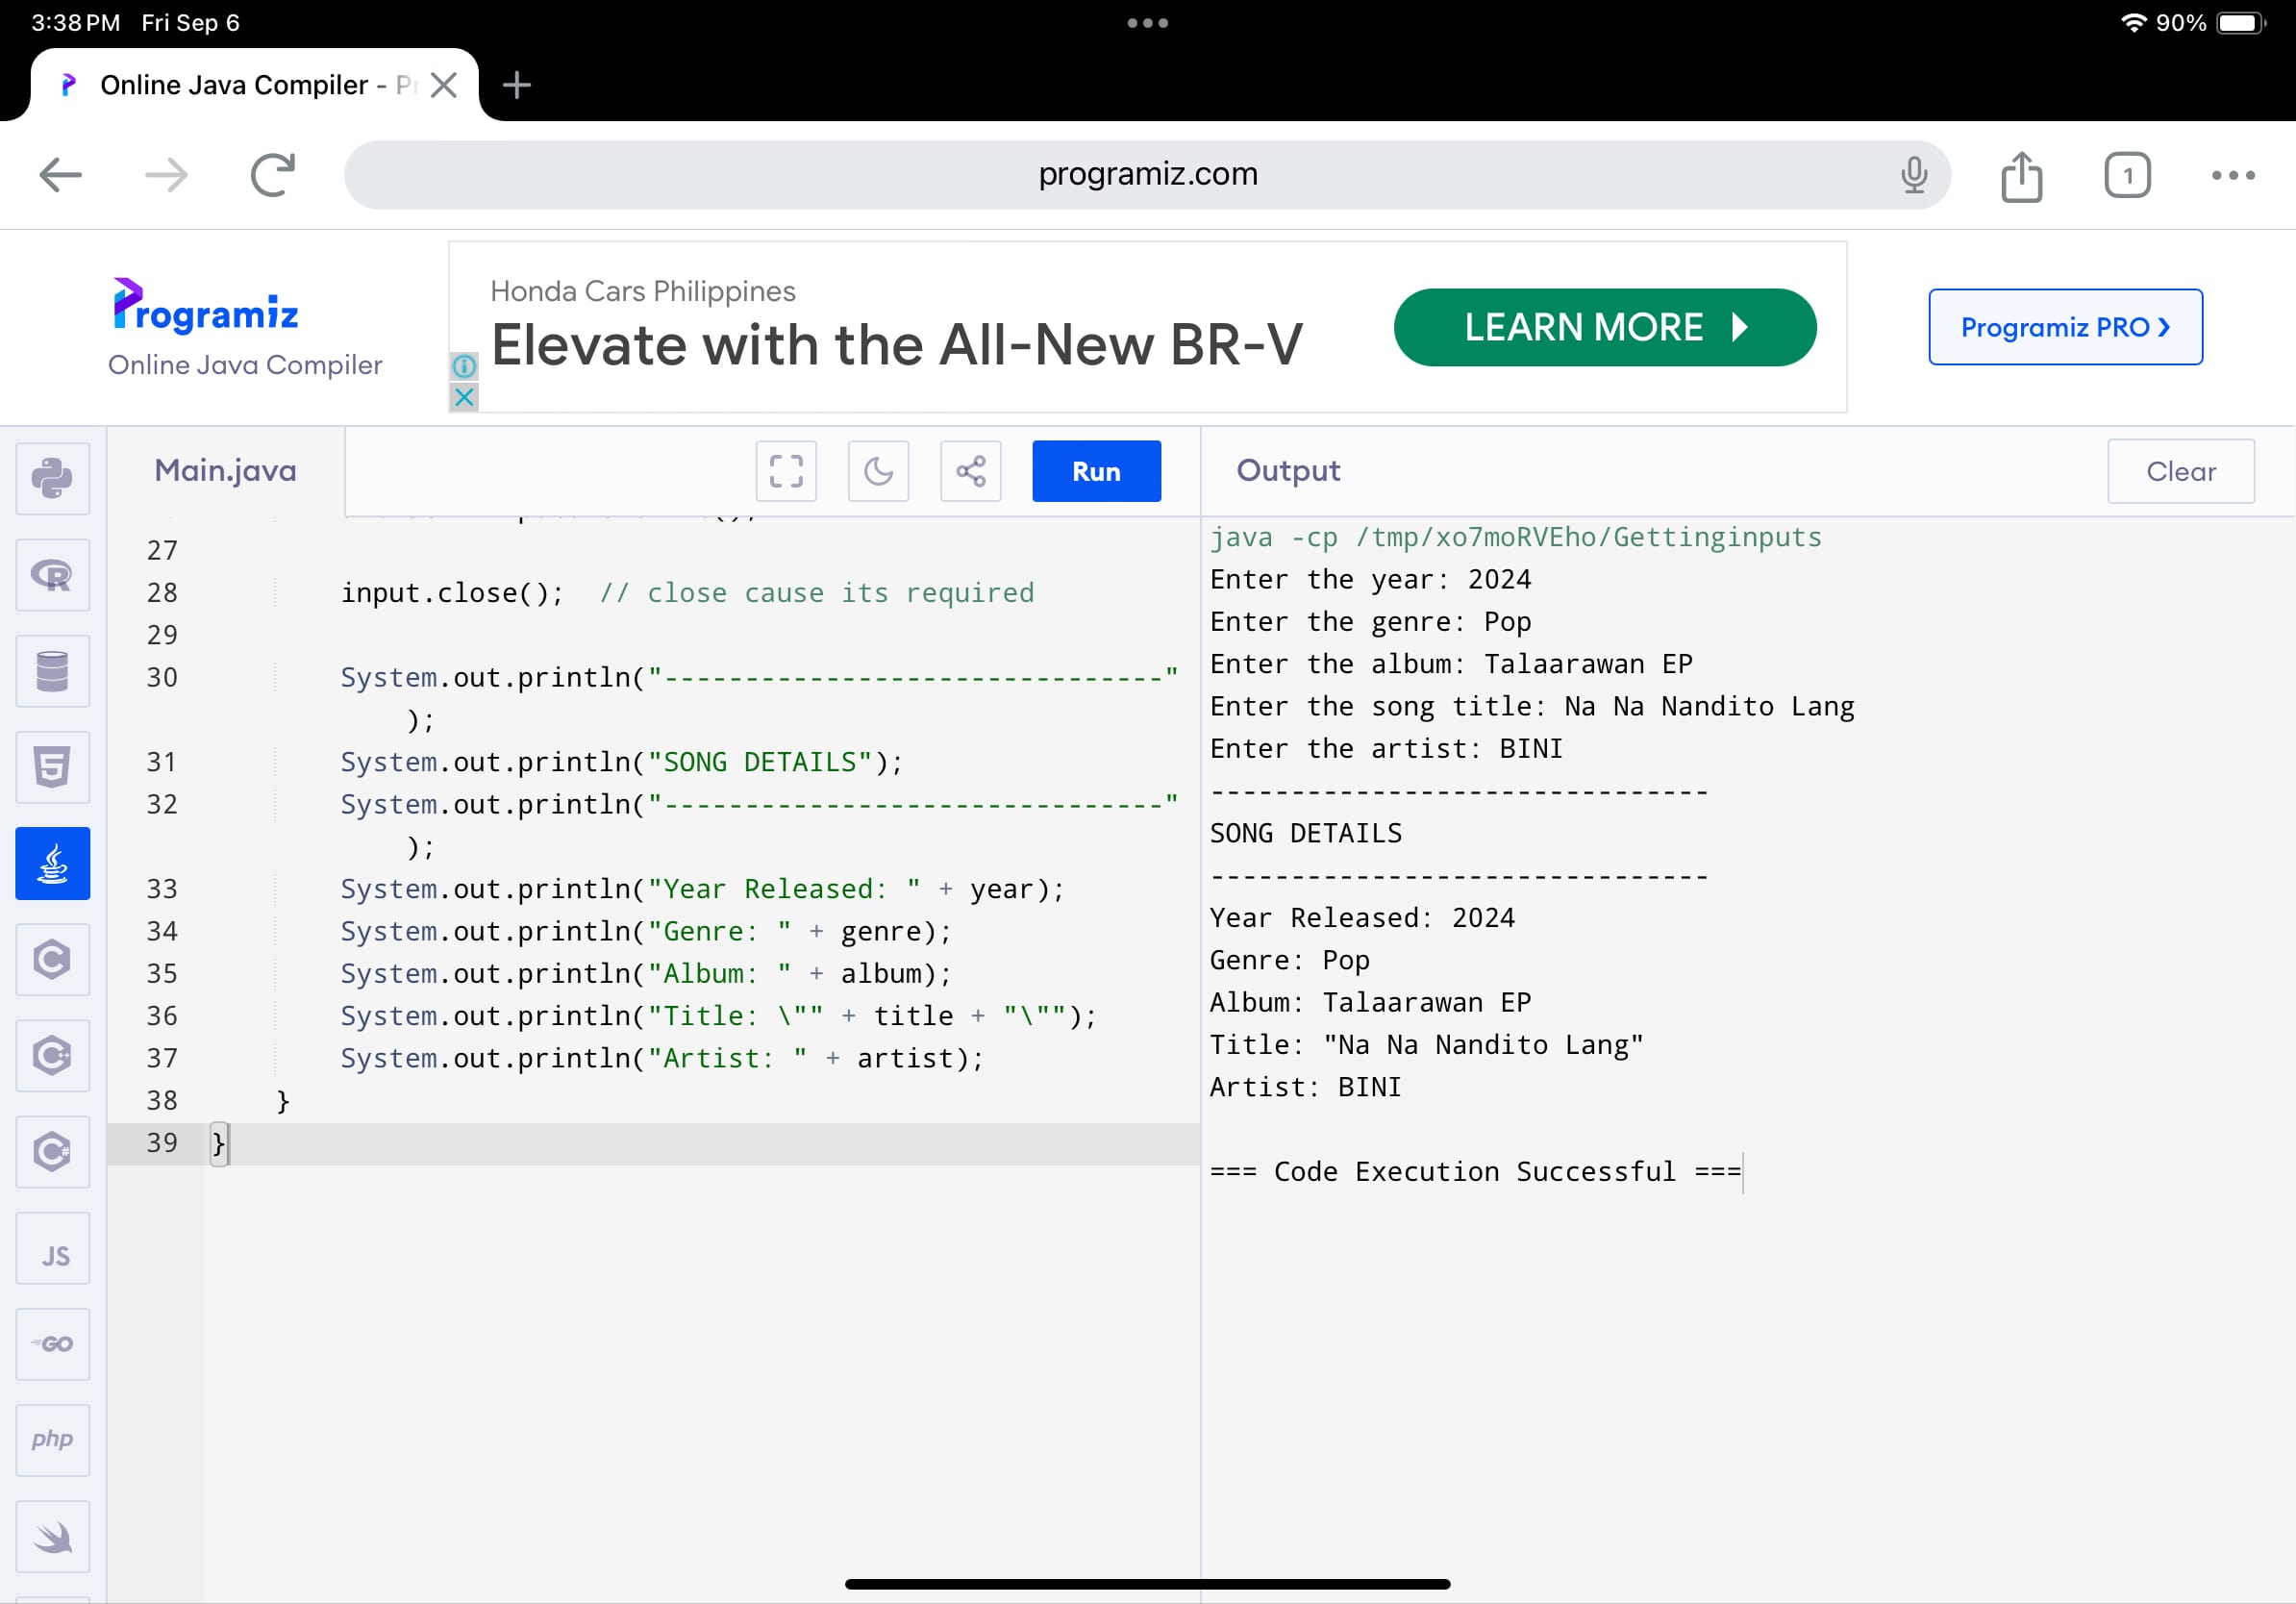 3:38 PM Fri Sep 6
90%
Online Java Compiler - Pr
programiz.com
1
Programiz
Online Java Compiler
Honda Cars Philippines
Elevate with the All-New BR-V
LEARN MORE
Programiz PRO ❯
Main.java
Run
27
28 input.close(); // close cause its required
29
30 System.out.println("-------------------------------"
);
31 System.out.println("SONG DETAILS");
32 System.out.println("-------------------------------"
);
33 System.out.println("Year Released: " + year);
34 System.out.println("Genre: " + genre);
35 System.out.println("Album: " + album);
36 System.out.println("Title: \"" + title + "\"");
37 System.out.println("Artist: " + artist);
38 }
39 }
Output
Clear
java -cp /tmp/xo7moRVEho/Gettinginputs
Enter the year: 2024
Enter the genre: Pop
Enter the album: Talaarawan EP
Enter the song title: Na Na Nandito Lang
Enter the artist: BINI
-------------------------------
SONG DETAILS
-------------------------------
Year Released: 2024
Genre: Pop
Album: Talaarawan EP
Title: "Na Na Nandito Lang"
Artist: BINI
=== Code Execution Successful ===
R
5
C
C++
C#
JS
GO
php